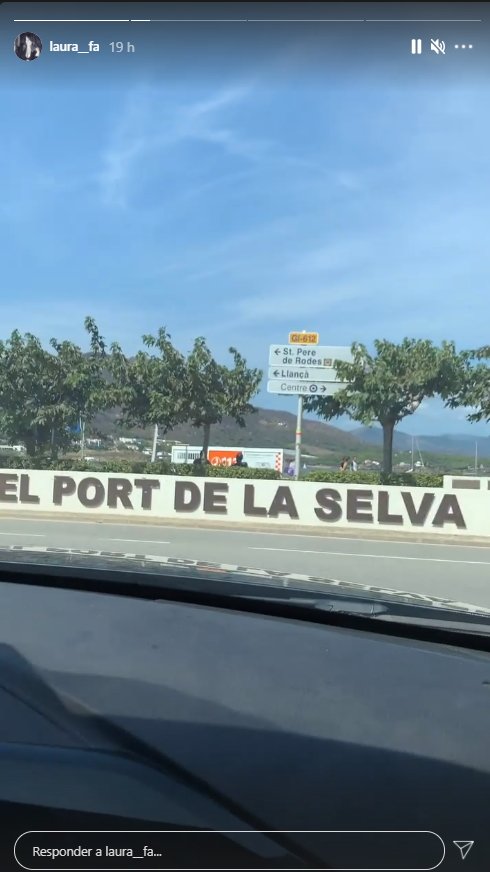 laura__fa 19 h
GI-612
St. Pere
de Rodes
Llançà
Centre
EL PORT DE LA SELVA
Responder a laura__fa...